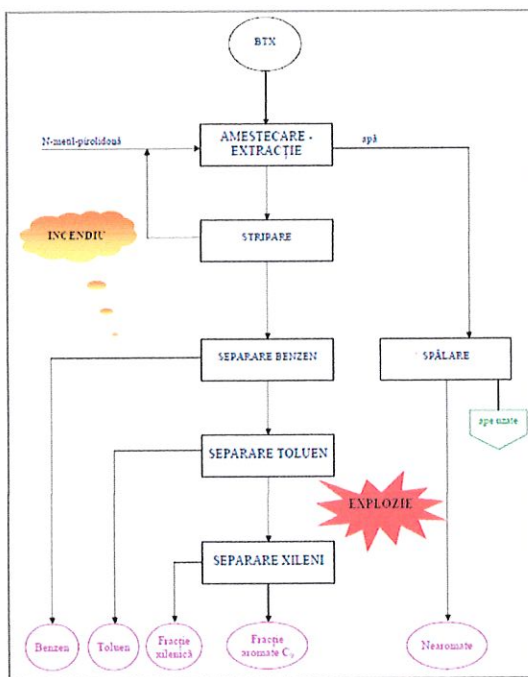 BTX
N-metil-pirolidonă
AMESTECARE -
EXTRACȚIE
apă
INCENDIU
STRIPARE
SEPARARE BENZEN
SPĂLARE
ape uzate
SEPARARE TOLUEN
EXPLOZIE
SEPARARE XILENI
Benzen
Toluen
Fracție
xilenică
Fracție
aromate C₉
Nearomate